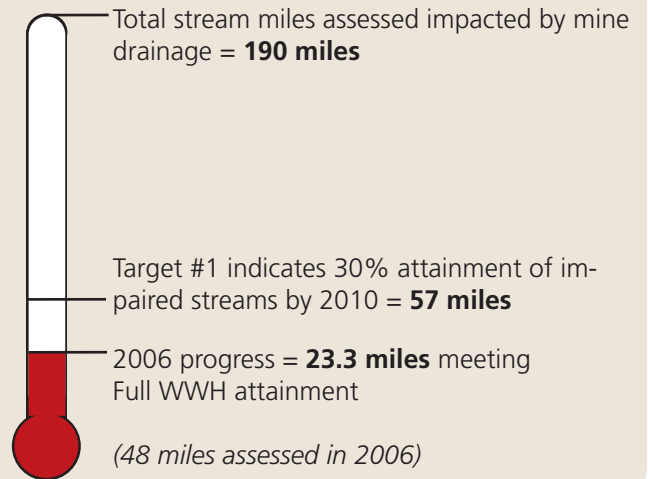 Total stream miles assessed impacted by mine
drainage = 190 miles
Target #1 indicates 30% attainment of im-
paired streams by 2010 = 57 miles
2006 progress = 23.3 miles meeting
Full WWH attainment
(48 miles assessed in 2006)